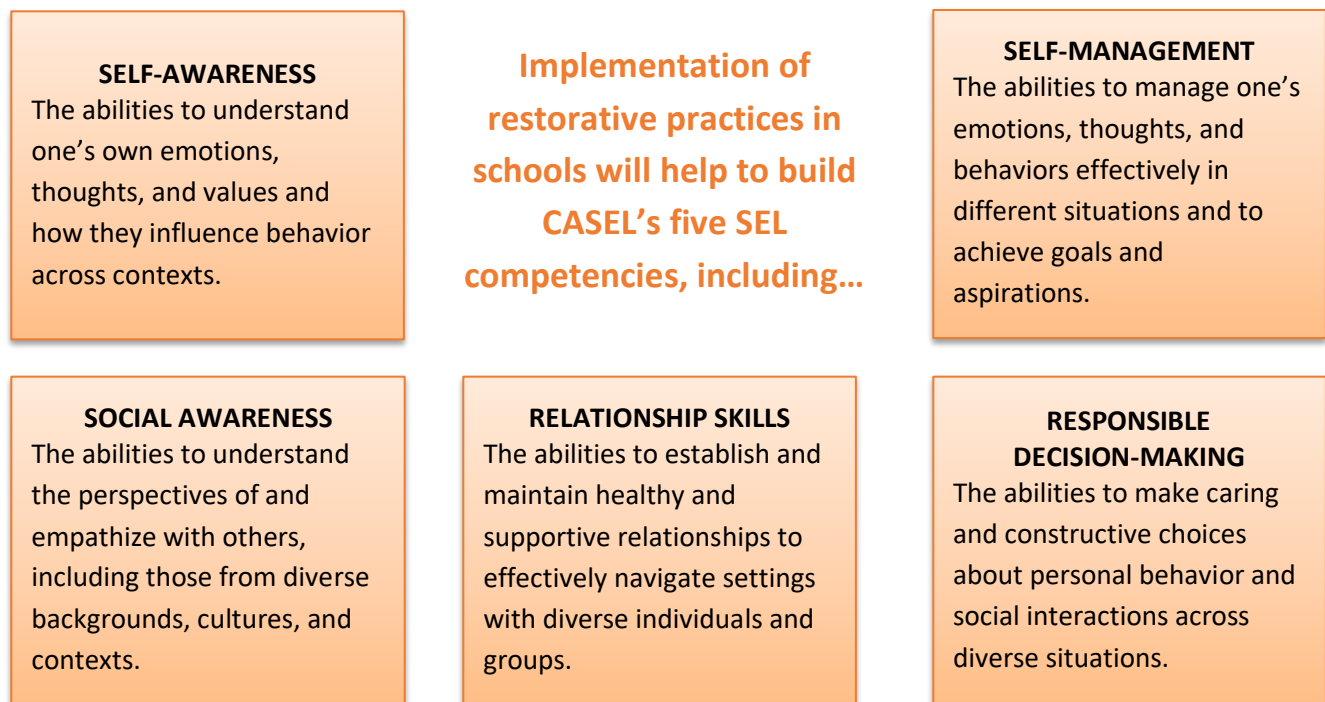 SELF-AWARENESS
The abilities to understand
one’s own emotions,
thoughts, and values and
how they influence behavior
across contexts.
Implementation of
restorative practices in
schools will help to build
CASEL’s five SEL
competencies, including…
SELF-MANAGEMENT
The abilities to manage one’s
emotions, thoughts, and
behaviors effectively in
different situations and to
achieve goals and
aspirations.
SOCIAL AWARENESS
The abilities to understand
the perspectives of and
empathize with others,
including those from diverse
backgrounds, cultures, and
contexts.
RELATIONSHIP SKILLS
The abilities to establish and
maintain healthy and
supportive relationships to
effectively navigate settings
with diverse individuals and
groups.
RESPONSIBLE
DECISION-MAKING
The abilities to make caring
and constructive choices
about personal behavior and
social interactions across
diverse situations.